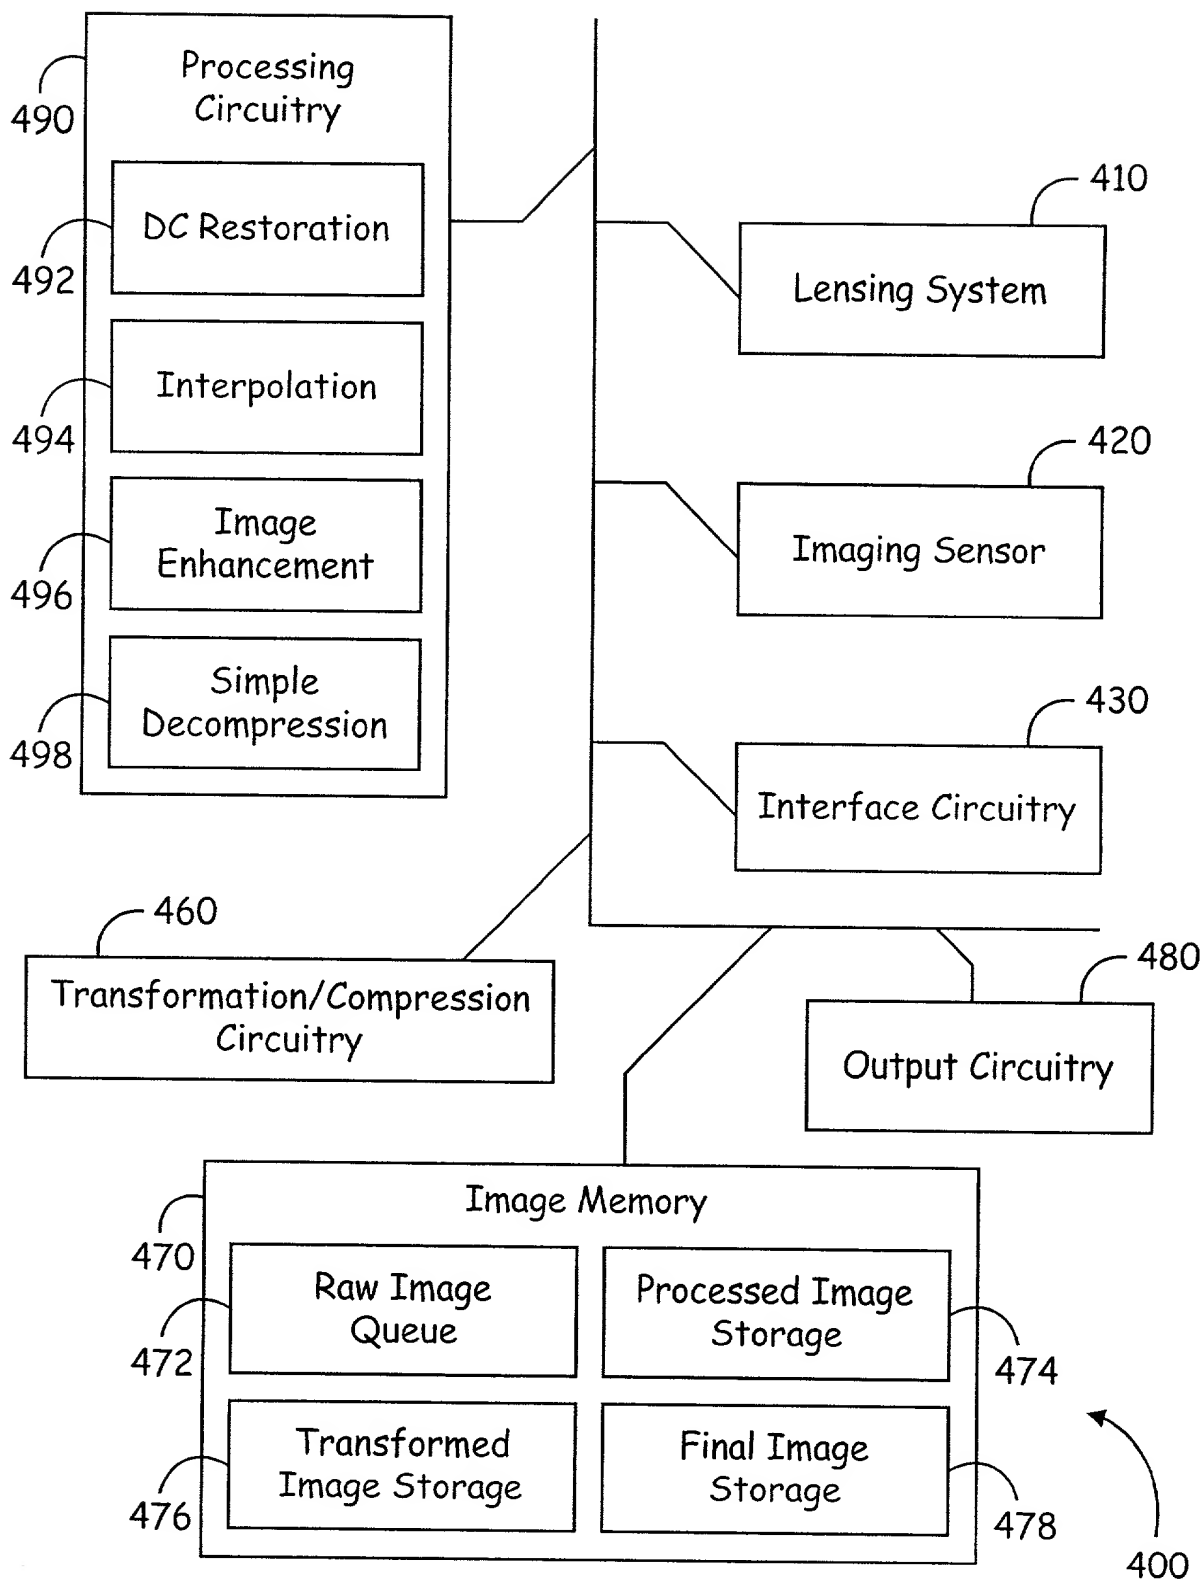 Processing
Circuitry
490
DC Restoration
492
Interpolation
494
Image
Enhancement
496
Simple
Decompression
498
410
Lensing System
420
Imaging Sensor
430
Interface Circuitry
460
Transformation/Compression
Circuitry
480
Output Circuitry
Image Memory
470
Raw Image
Queue
472
Processed Image
Storage
474
Transformed
Image Storage
476
Final Image
Storage
478
400